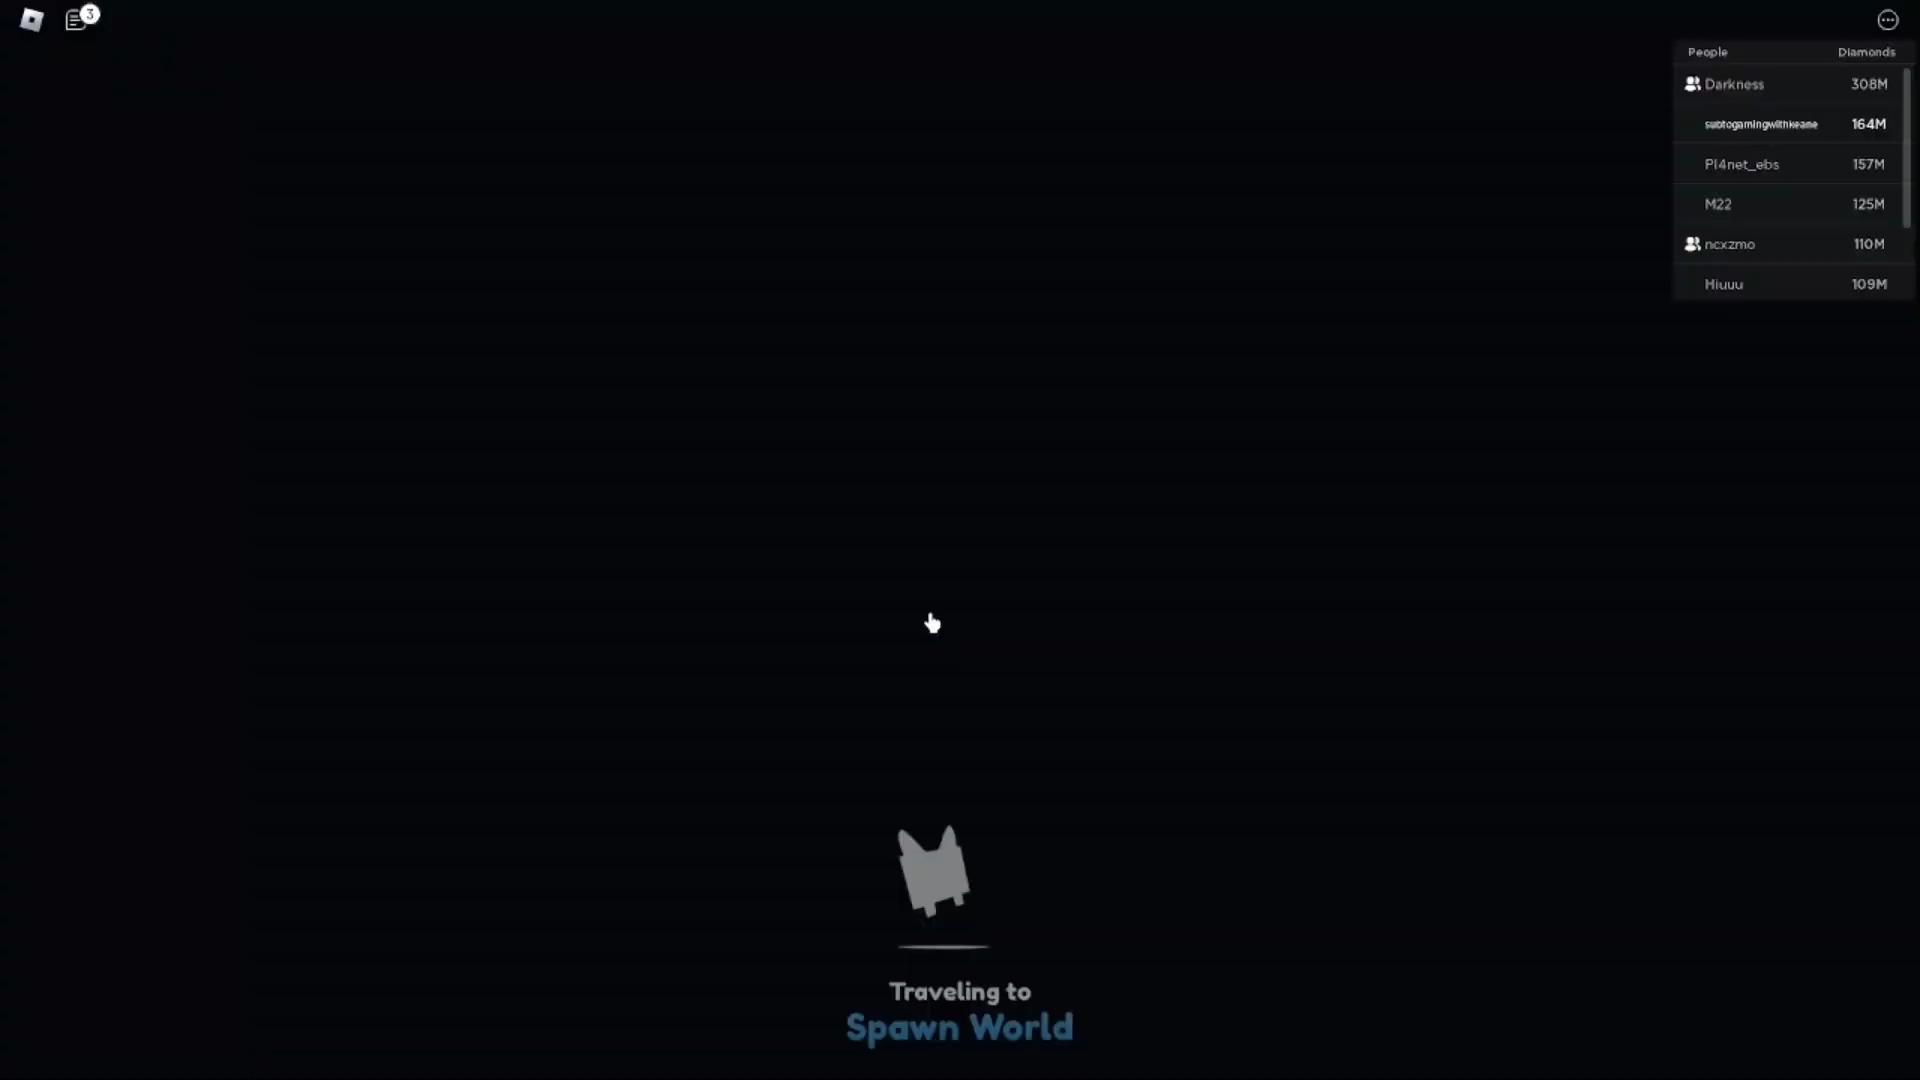 3
People Diamonds
Darkness 308M
subtogamingwithkeane 164M
Pl4net_ebs 157M
M22 125M
ncxzmo 110M
Hiuuu 109M
Traveling to
Spawn World